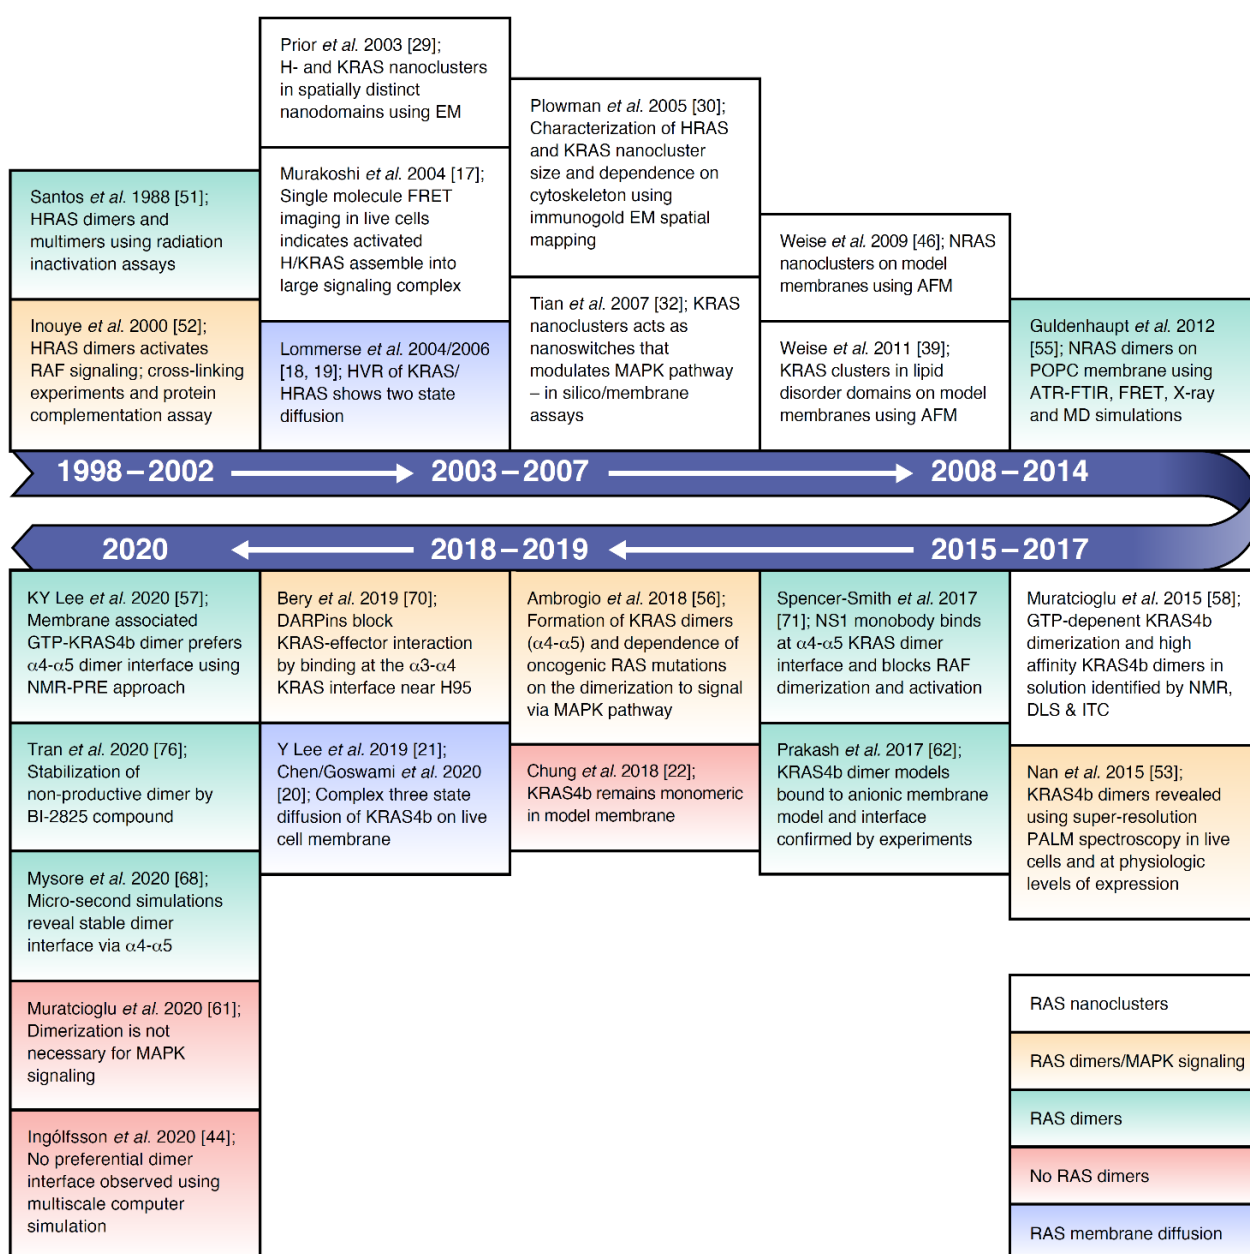 Santos et al. 1988 [51];
HRAS dimers and
multimers using radiation
inactivation assays
Inouye et al. 2000 [52];
HRAS dimers activates
RAF signaling; cross-linking
experiments and protein
complementation assay
Prior et al. 2003 [29];
H- and KRAS nanoclusters
in spatially distinct
nanodomains using EM
Murakoshi et al. 2004 [17];
Single molecule FRET
imaging in live cells
indicates activated
H/KRAS assemble into
large signaling complex
Lommerse et al. 2004/2006
[18, 19]; HVR of KRAS/
HRAS shows two state
diffusion
Plowman et al. 2005 [30];
Characterization of HRAS
and KRAS nanocluster
size and dependence on
cytoskeleton using
immunogold EM spatial
mapping
Tian et al. 2007 [32]; KRAS
nanoclusters acts as
nanoswitches that
modulates MAPK pathway
– in silico/membrane
assays
Weise et al. 2009 [46]; NRAS
nanoclusters on model
membranes using AFM
Weise et al. 2011 [39];
KRAS clusters in lipid
disorder domains on model
membranes using AFM
Guldenhaupt et al. 2012
[55]; NRAS dimers on
POPC membrane using
ATR-FTIR, FRET, X-ray
and MD simulations
1998–2002
2003–2007
2008–2014
2020
2018–2019
2015–2017
KY Lee et al. 2020 [57];
Membrane associated
GTP-KRAS4b dimer prefers
α4-α5 dimer interface using
NMR-PRE approach
Tran et al. 2020 [76];
Stabilization of
non-productive dimer by
BI-2825 compound
Mysore et al. 2020 [68];
Micro-second simulations
reveal stable dimer
interface via α4-α5
Muratcioglu et al. 2020 [61];
Dimerization is not
necessary for MAPK
signaling
Ingólfsson et al. 2020 [44];
No preferential dimer
interface observed using
multiscale computer
simulation
Bery et al. 2019 [70];
DARPins block
KRAS-effector interaction
by binding at the α3-α4
KRAS interface near H95
Y Lee et al. 2019 [21];
Chen/Goswami et al. 2020
[20]; Complex three state
diffusion of KRAS4b on live
cell membrane
Ambrogio et al. 2018 [56];
Formation of KRAS dimers
(α4-α5) and dependence of
oncogenic RAS mutations
on the dimerization to signal
via MAPK pathway
Chung et al. 2018 [22];
KRAS4b remains monomeric
in model membrane
Spencer-Smith et al. 2017
[71]; NS1 monobody binds
at α4-α5 KRAS dimer
interface and blocks RAF
dimerization and activation
Prakash et al. 2017 [62];
KRAS4b dimer models
bound to anionic membrane
model and interface
confirmed by experiments
Muratcioglu et al. 2015 [58];
GTP-depenent KRAS4b
dimerization and high
affinity KRAS4b dimers in
solution identified by NMR,
DLS & ITC
Nan et al. 2015 [53];
KRAS4b dimers revealed
using super-resolution
PALM spectroscopy in live
cells and at physiologic
levels of expression
RAS nanoclusters
RAS dimers/MAPK signaling
RAS dimers
No RAS dimers
RAS membrane diffusion